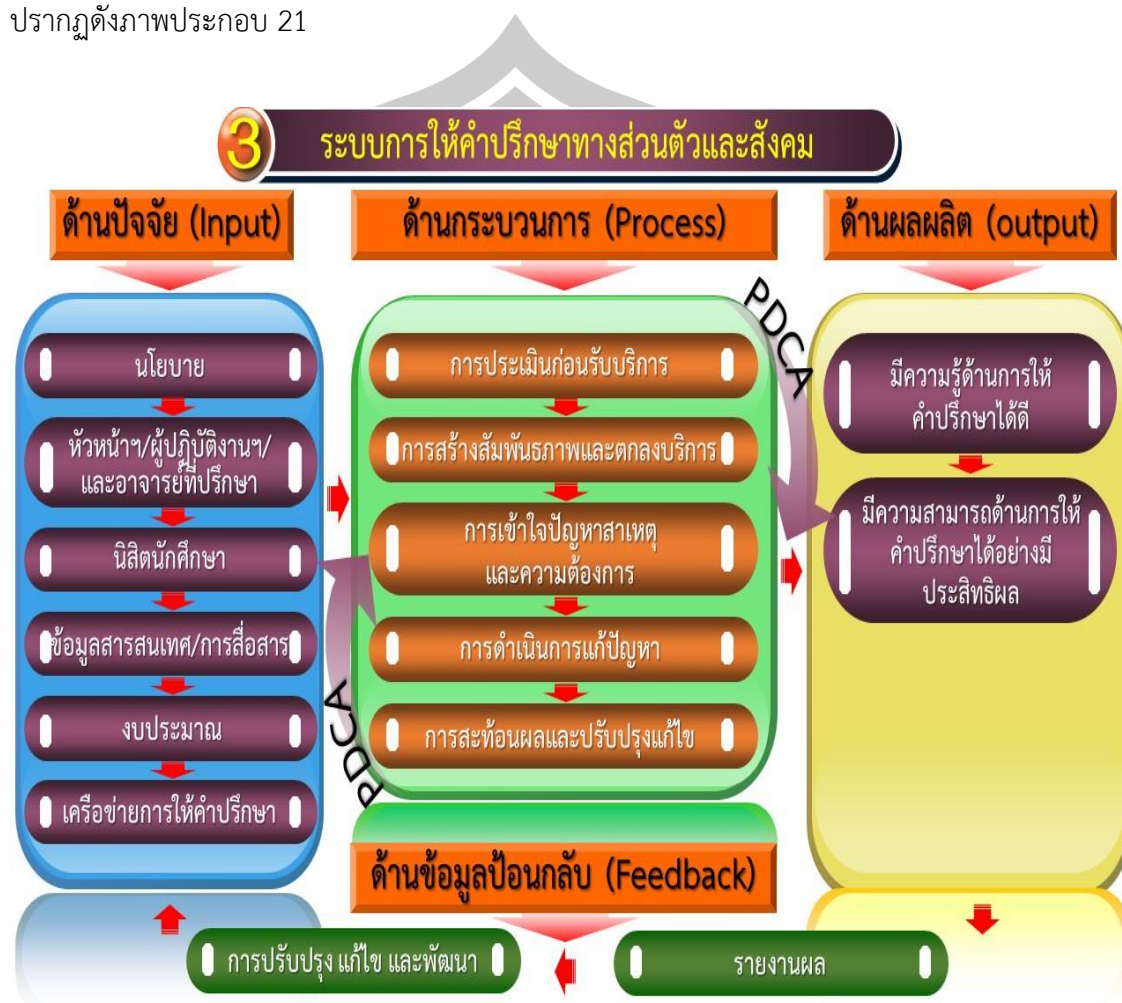 ปรากฏดังภาพประกอบ 21
3 ระบบการให้คำปรึกษาทางส่วนตัวและสังคม
ด้านปัจจัย (Input)
นโยบาย
หัวหน้าฯ/ผู้ปฏิบัติงานฯ/
และอาจารย์ที่ปรึกษา
นิสิตนักศึกษา
ข้อมูลสารสนเทศ/การสื่อสาร
งบประมาณ
เครือข่ายการให้คำปรึกษา
PDCA
ด้านกระบวนการ (Process)
การประเมินก่อนรับบริการ
การสร้างสัมพันธภาพและตกลงบริการ
การเข้าใจปัญหาสาเหตุ
และความต้องการ
การดำเนินการแก้ปัญหา
การสะท้อนผลและปรับปรุงแก้ไข
PDCA
ด้านผลผลิต (output)
มีความรู้ด้านการให้
คำปรึกษาได้ดี
มีความสามารถด้านการให้
คำปรึกษาได้อย่างมี
ประสิทธิผล
ด้านข้อมูลป้อนกลับ (Feedback)
การปรับปรุง แก้ไข และพัฒนา
รายงานผล